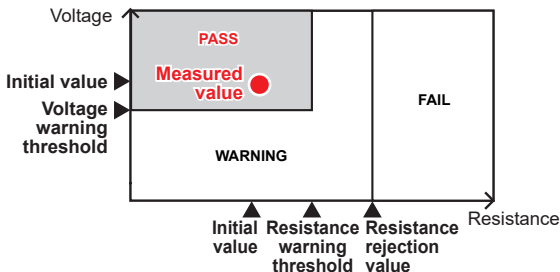 Voltage
PASS
Initial value
Measured
value
Voltage
warning
threshold
FAIL
WARNING
Resistance
Initial
value
Resistance
warning
threshold
Resistance
rejection
value